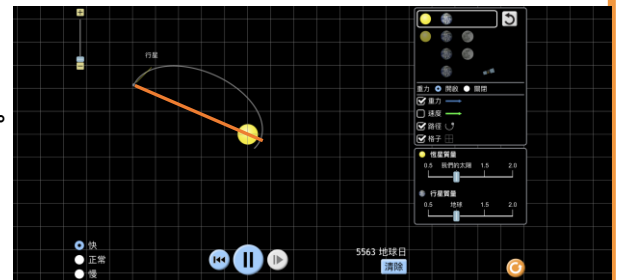 行星
重力 開啟 關閉
重力
速度
路徑
格子
恆星質量
0.5 我們的太陽 1.5 2.0
行星質量
0.5 地球 1.5 2.0
快
正常
慢
5563 地球日
清除